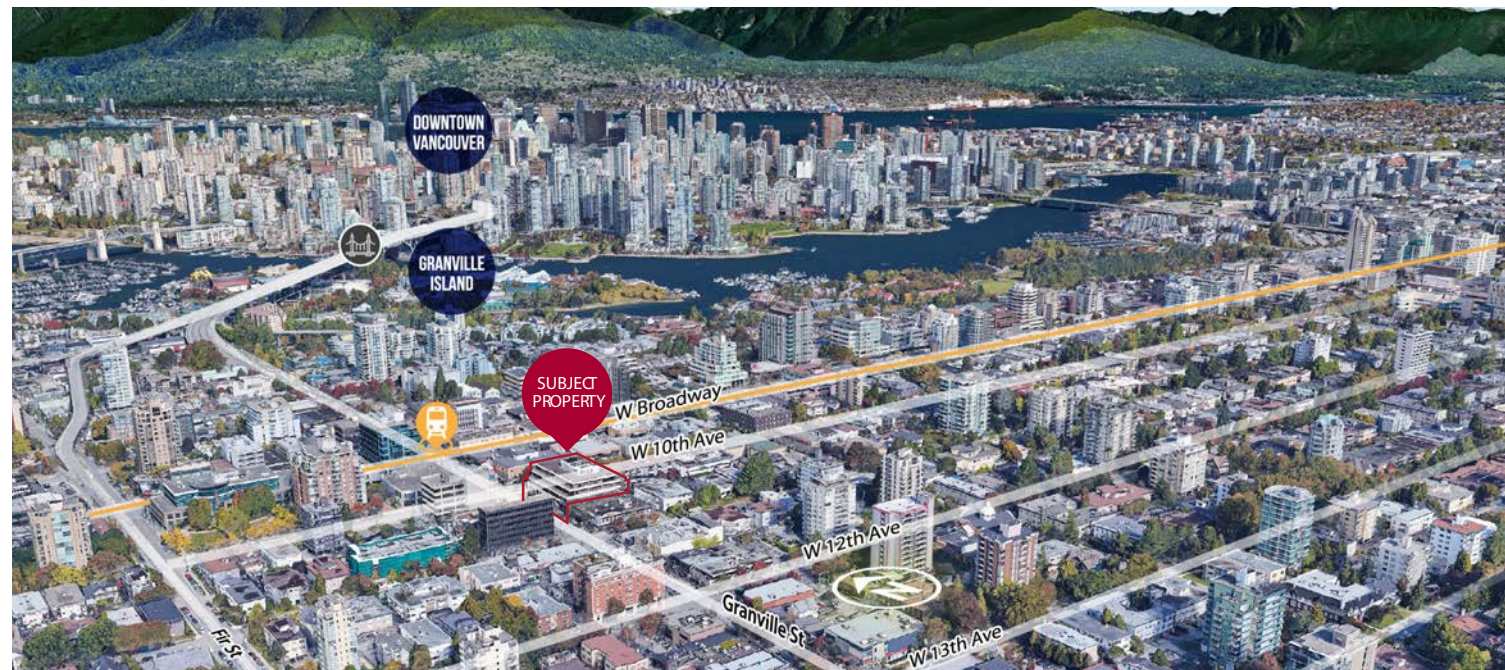 DOWNTOWN
VANCOUVER
GRANVILLE
ISLAND
SUBJECT
PROPERTY
W Broadway
W 10th Ave
W 12th Ave
N
Granville St
Fir St
W 13th Ave